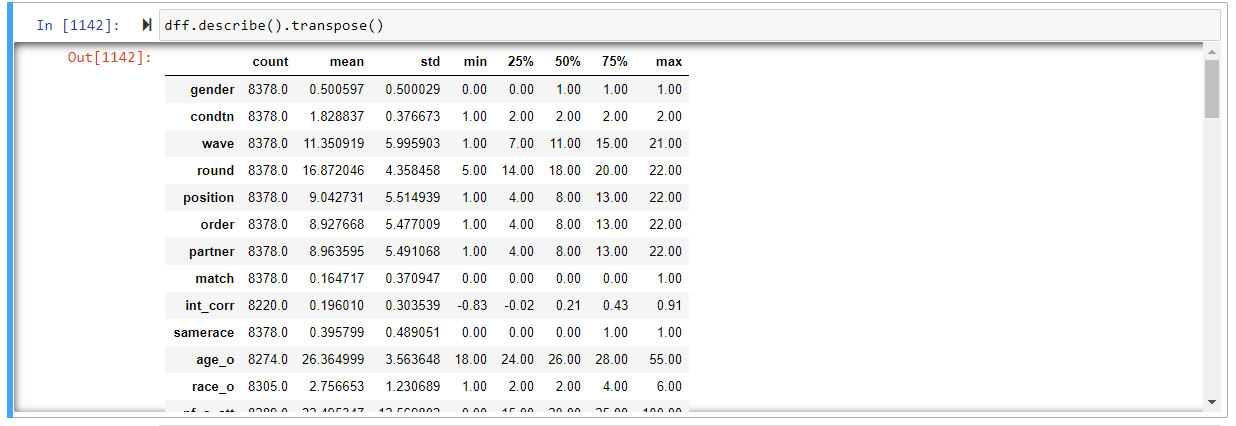 In [1142]: dff.describe().transpose()
Out[1142]:
count mean std min 25% 50% 75% max
gender 8378.0 0.500597 0.500029 0.00 0.00 1.00 1.00 1.00
condtn 8378.0 1.828837 0.376673 1.00 2.00 2.00 2.00 2.00
wave 8378.0 11.350919 5.995903 1.00 7.00 11.00 15.00 21.00
round 8378.0 16.872046 4.358458 5.00 14.00 18.00 20.00 22.00
position 8378.0 9.042731 5.514939 1.00 4.00 8.00 13.00 22.00
order 8378.0 8.927668 5.477009 1.00 4.00 8.00 13.00 22.00
partner 8378.0 8.963595 5.491068 1.00 4.00 8.00 13.00 22.00
match 8378.0 0.164717 0.370947 0.00 0.00 0.00 0.00 1.00
int_corr 8220.0 0.196010 0.303539 -0.83 -0.02 0.21 0.43 0.91
samerace 8378.0 0.395799 0.489051 0.00 0.00 0.00 1.00 1.00
age_o 8274.0 26.364999 3.563648 18.00 24.00 26.00 28.00 55.00
race_o 8305.0 2.756653 1.230689 1.00 2.00 2.00 4.00 6.00